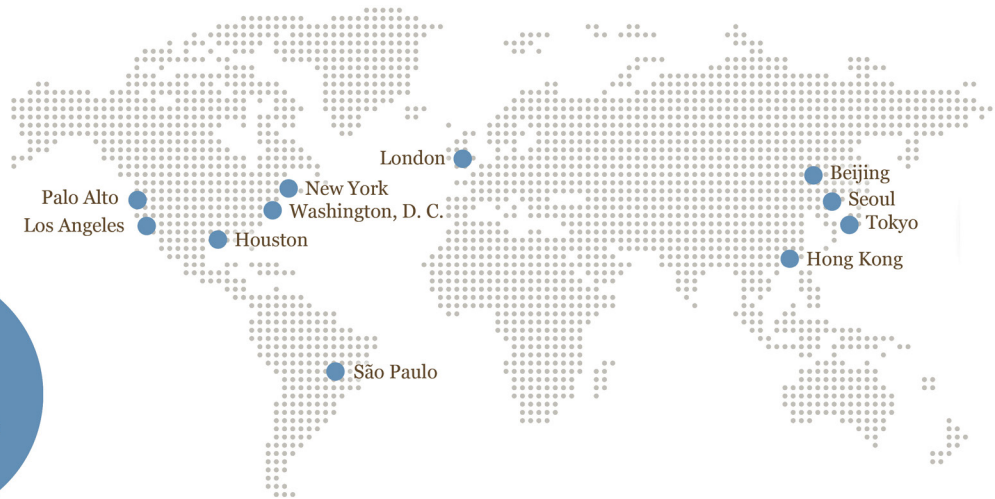 London
Beijing
New York
Palo Alto
Seoul
Washington, D. C.
Los Angeles
Tokyo
Houston
Hong Kong
São Paulo